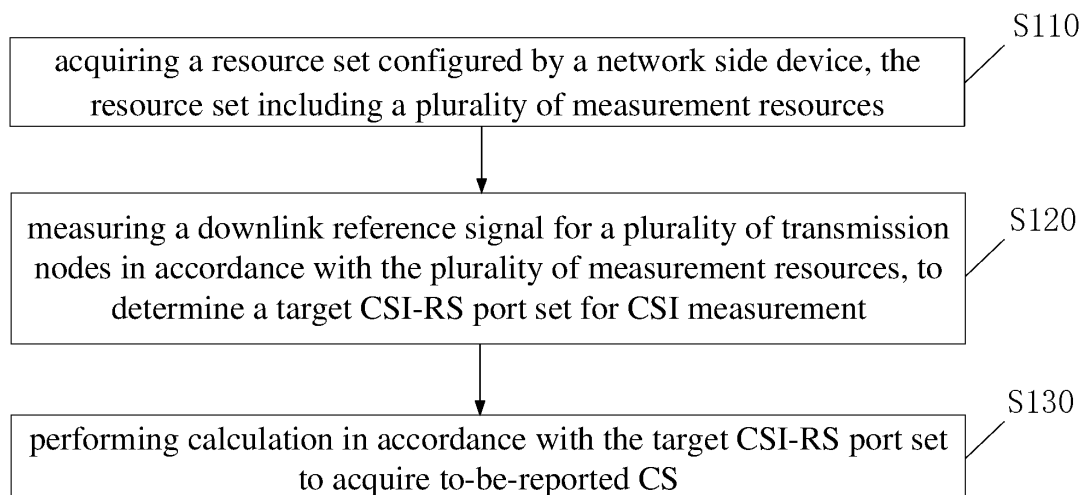 S110
acquiring a resource set configured by a network side device, the
resource set including a plurality of measurement resources
S120
measuring a downlink reference signal for a plurality of transmission
nodes in accordance with the plurality of measurement resources, to
determine a target CSI-RS port set for CSI measurement
S130
performing calculation in accordance with the target CSI-RS port set
to acquire to-be-reported CS